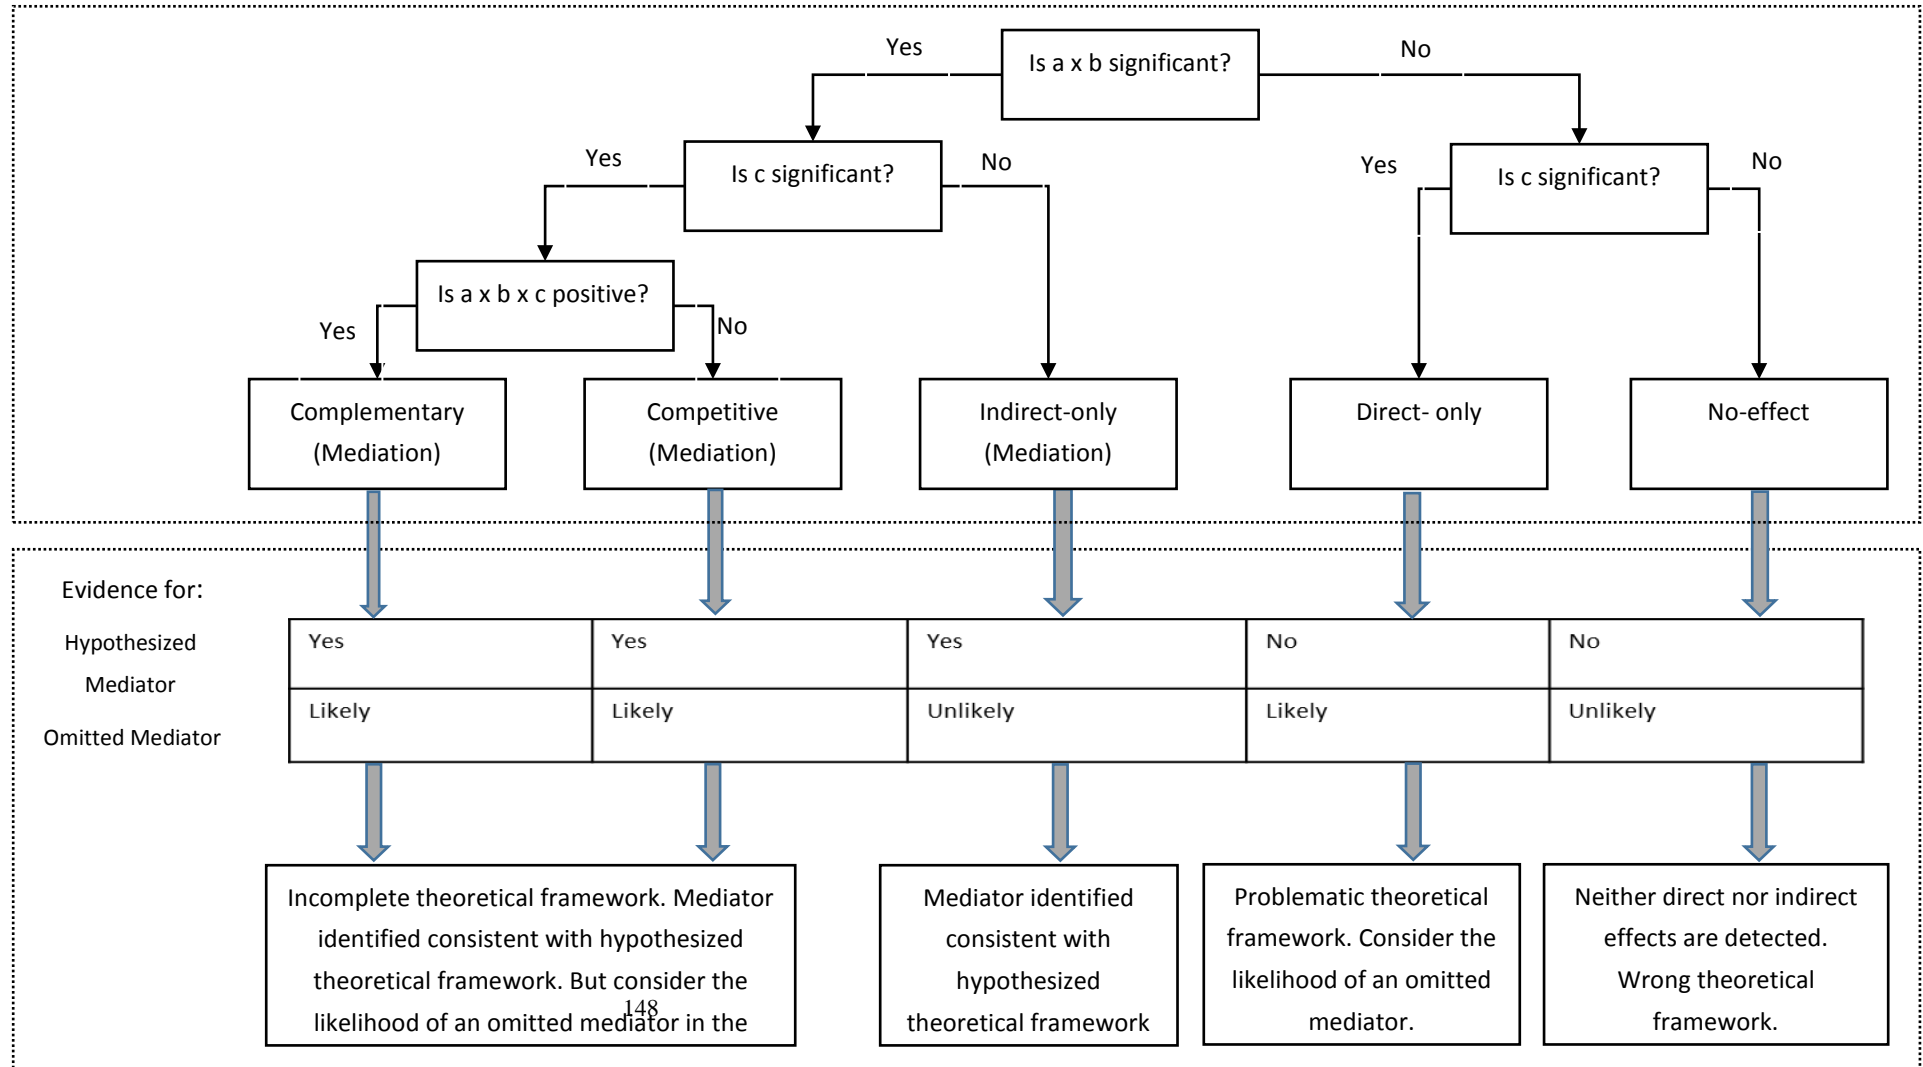 Is a x b significant?
Yes
No
Is c significant?
Yes
No
Is c significant?
Yes
No
Is a x b x c positive?
Yes
No
Complementary
(Mediation)
Competitive
(Mediation)
Indirect-only
(Mediation)
Direct- only
No-effect
Evidence for:
Hypothesized
Mediator
Yes
Yes
Yes
No
No
Omitted Mediator
Likely
Likely
Unlikely
Likely
Unlikely
Incomplete theoretical framework. Mediator
identified consistent with hypothesized
theoretical framework. But consider the
likelihood of an omitted mediator in the
148
Mediator identified
consistent with
hypothesized
theoretical framework
Problematic theoretical
framework. Consider the
likelihood of an omitted
mediator.
Neither direct nor indirect
effects are detected.
Wrong theoretical
framework.